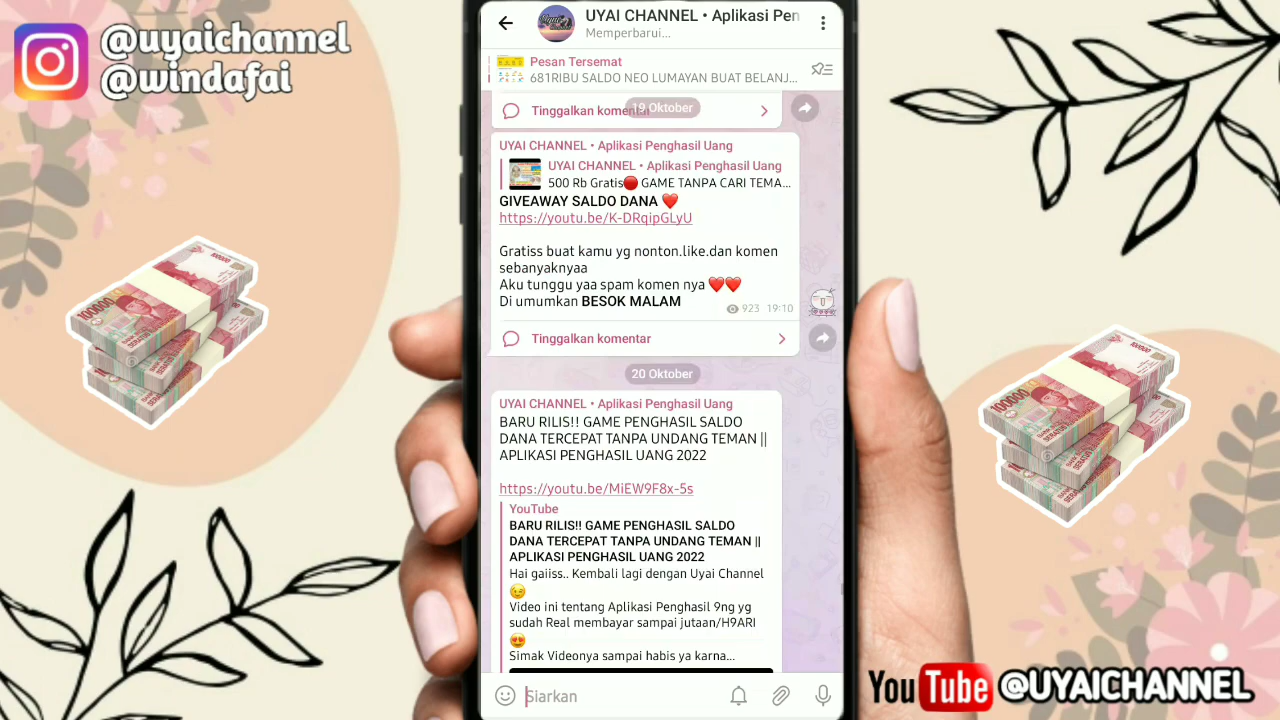 @uyaichannel
@windafai
UYAI CHANNEL • Aplikasi Pen
Memperbarui...
Pesan Tersemat
681RIBU SALDO NEO LUMAYAN BUAT BELANJ...
19 Oktober
Tinggalkan komentar
UYAI CHANNEL • Aplikasi Penghasil Uang
UYAI CHANNEL • Aplikasi Penghasil Uang
500 Rb Gratis🔴 GAME TANPA CARI TEMA...
GIVEAWAY SALDO DANA ❤️
https://youtu.be/K-DRqipGLyU
Gratiss buat kamu yg nonton.like.dan komen
sebanyaknyaa
Aku tunggu yaa spam komen nya ❤️❤️
Di umumkan BESOK MALAM
923 19:10
Tinggalkan komentar
20 Oktober
UYAI CHANNEL • Aplikasi Penghasil Uang
BARU RILIS!! GAME PENGHASIL SALDO
DANA TERCEPAT TANPA UNDANG TEMAN ||
APLIKASI PENGHASIL UANG 2022
https://youtu.be/MiEW9F8x-5s
YouTube
BARU RILIS!! GAME PENGHASIL SALDO
DANA TERCEPAT TANPA UNDANG TEMAN ||
APLIKASI PENGHASIL UANG 2022
Hai gaiiss.. Kembali lagi dengan Uyai Channel
😉
Video ini tentang Aplikasi Penghasil 9ng yg
sudah Real membayar sampai jutaan/H9ARI
😍
Simak Videonya sampai habis ya karna...
Siarkan
100000
100000
100000
100000
YouTube @UYAICHANNEL